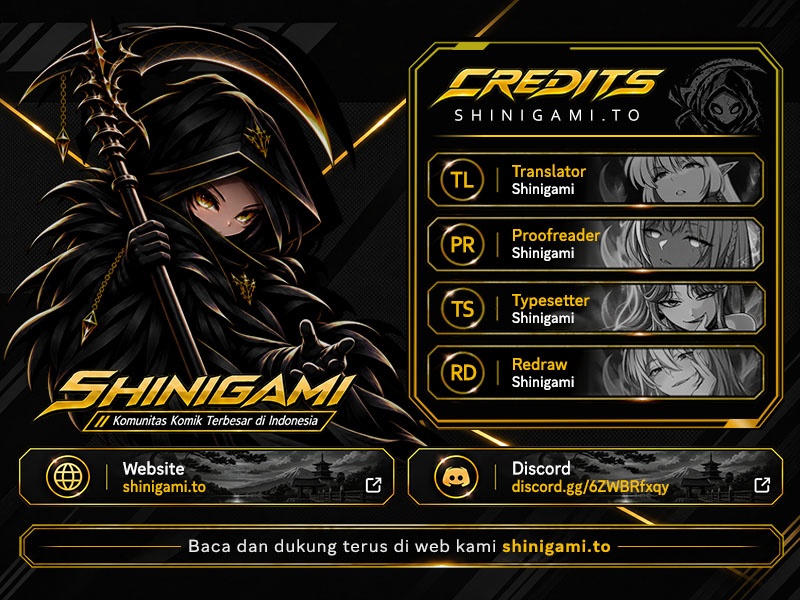 CREDITS
SHINIGAMI.TO
TL
Translator
Shinigami
PR
Proofreader
Shinigami
TS
Typesetter
Shinigami
RD
Redraw
Shinigami
SHINIGAMI
// Komunitas Komik Terbesar di Indonesia
Website
shinigami.to
Discord
discord.gg/6ZWBRfxqy
Baca dan dukung terus di web kami shinigami.to